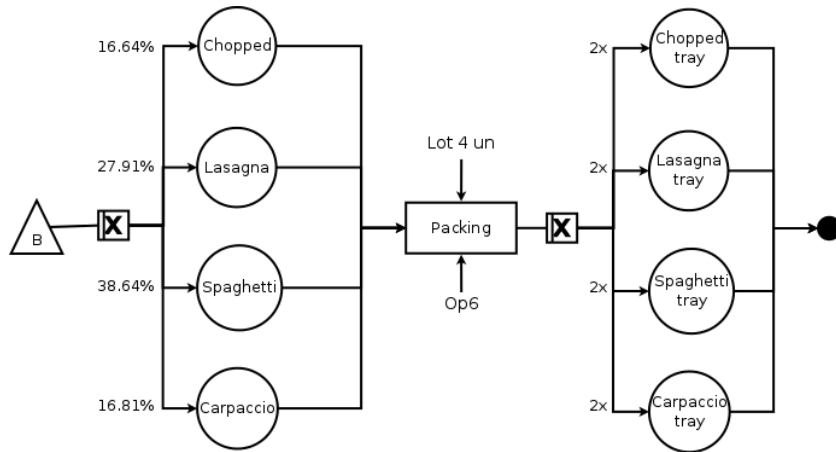 16.64%
Chopped
27.91%
Lasagna
B
X
38.64%
Spaghetti
16.81%
Carpaccio
Lot 4 un
Packing
Op6
X
2x
Chopped
tray
2x
Lasagna
tray
2x
Spaghetti
tray
2x
Carpaccio
tray